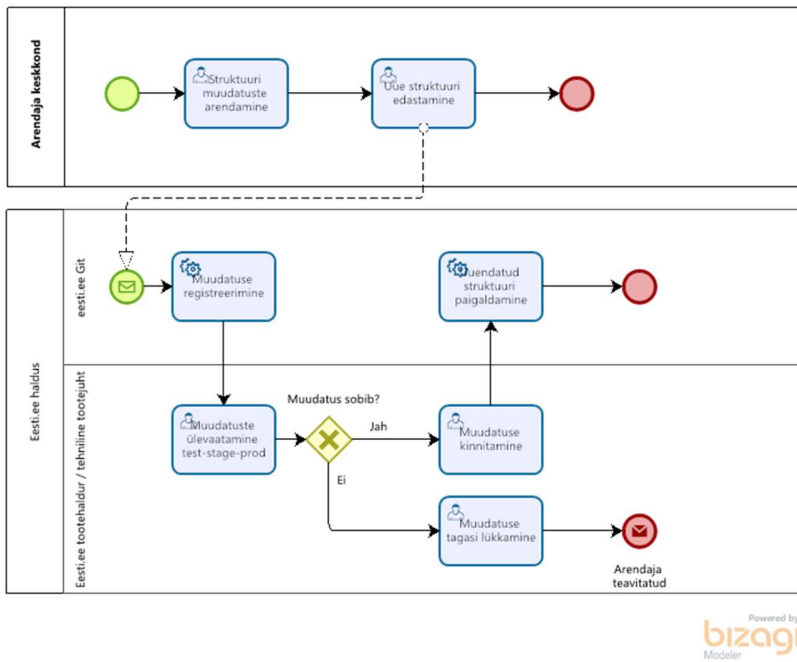 Arendaja keskkond
Struktuuri
muudatuste
arendamine
Uue struktuuri
edastamine
Eesti.ee haldus
eesti.ee Git
Muudatuse
registreerimine
Uuendatud
struktuuri
paigaldamine
Eesti.ee tootehaldur / tehniline tootejuht
Muudatuste
ülevaatamine
test-stage-prod
Muudatus sobib?
Jah
Ei
Muudatuse
kinnitamine
Muudatuse
tagasi lükkamine
Arendaja
teavitatud
Powered by
bizagi
Modeler